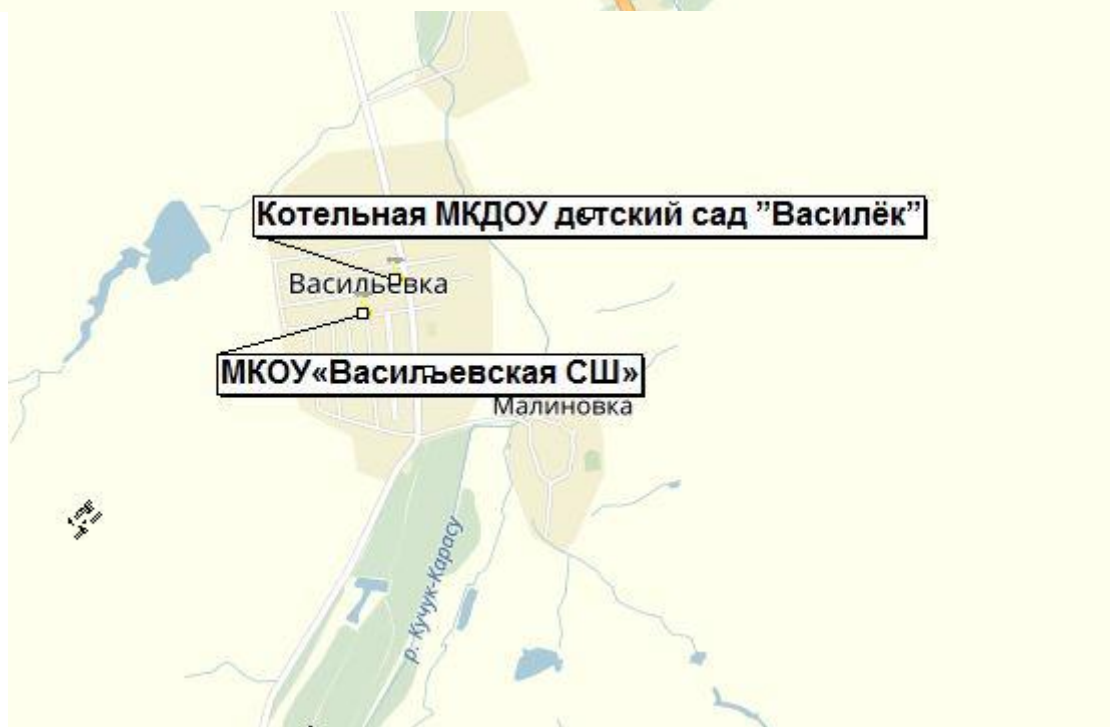 Котельная МКДОУ детский сад ”Василёк”
Васильевка
МКОУ«Васильевская СШ»
Малиновка
р. Кучук-Карасу